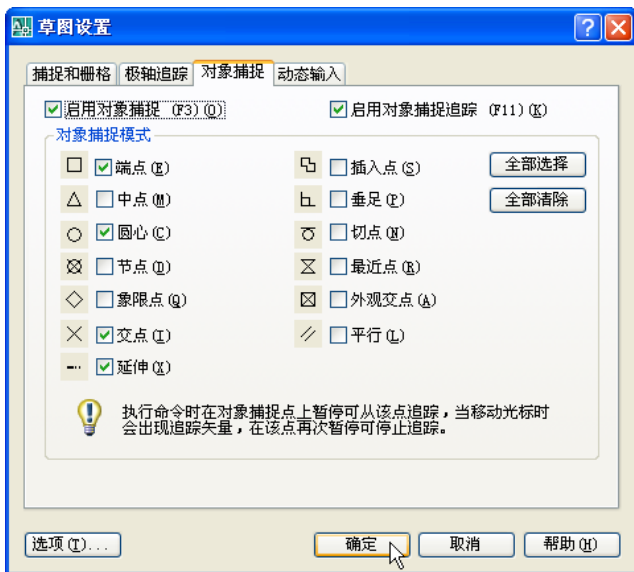 草图设置
捕捉和栅格 极轴追踪 对象捕捉 动态输入
启用对象捕捉 (F3)(O) 启用对象捕捉追踪 (F11)(K)
对象捕捉模式
端点(E) 插入点(S) 全部选择
中点(M) 垂足(P) 全部清除
圆心(C) 切点(N)
节点(D) 最近点(R)
象限点(Q) 外观交点(A)
交点(I) 平行(L)
延伸(X)
执行命令时在对象捕捉点上暂停可从该点追踪，当移动光标时
会出现追踪矢量，在该点再次暂停可停止追踪。
选项(T)... 确定 取消 帮助(H)